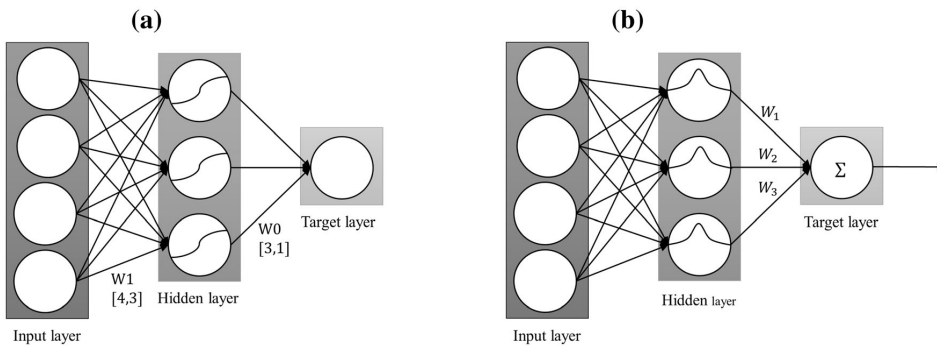 (a)
W0
[3,1]
Target layer
W1
[4,3]
Hidden layer
Input layer
(b)
W₁
W₂
W₃
Σ
Target layer
Hidden layer
Input layer